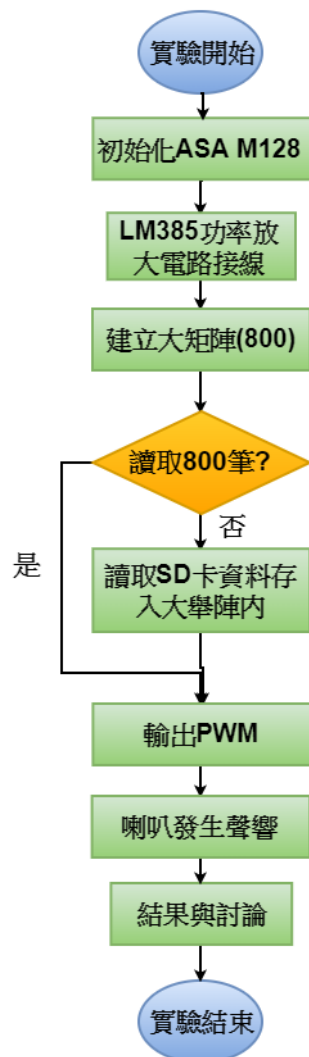 實驗開始
初始化ASA M128
LM385功率放
大電路接線
建立大矩陣(800)
讀取800筆?
否
是
讀取SD卡資料存
入大舉陣內
輸出PWM
喇叭發生聲響
結果與討論
實驗結束